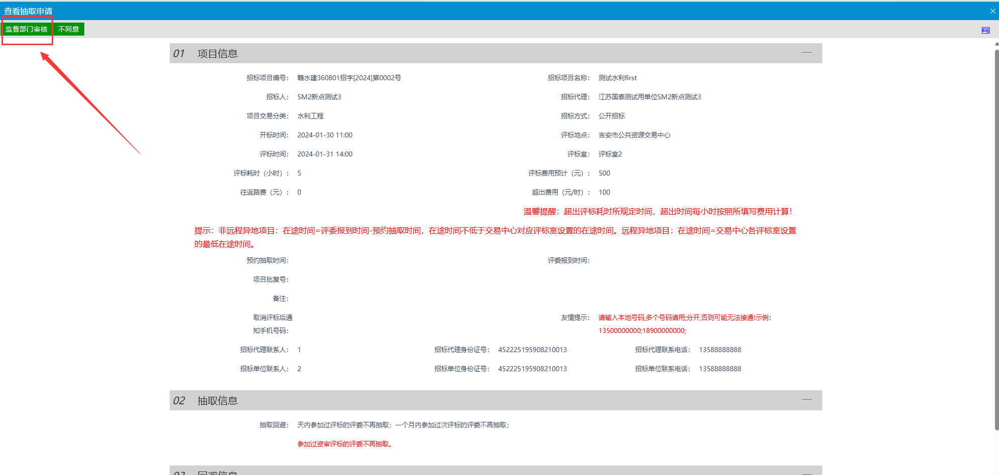 查看抽取申请
监督部门审核 不同意
01 项目信息
招标项目编号： 赣水建360801招字[2024]第0002号 招标项目名称： 测试水利first
招标人： SM2新点测试3 招标代理： 江苏国泰测试用单位SM2新点测试3
项目交易分类： 水利工程 招标方式： 公开招标
开标时间： 2024-01-30 11:00 评标地点： 吉安市公共资源交易中心
评标时间： 2024-01-31 14:00 评标室： 评标室2
评标耗时（小时）： 5 评标费用预计（元）： 500
往返路费（元）： 0 超出费用（元/时）： 100
温馨提醒：超出评标耗时所规定时间，超出时间每小时按照所填写费用计算！
提示：非远程异地项目：在途时间=评委报到时间-预约抽取时间，在途时间不低于交易中心对应评标室设置的在途时间。远程异地项目：在途时间=交易中心各评标室设置
的最低在途时间。
预约抽取时间： 评委报到时间：
项目批复号：
备注：
取消评标后通 友情提示： 请输入本地号码,多个号码请用;分开,否则可能无法接通!示例：
知手机号码： 13500000000;18900000000;
招标代理联系人： 1 招标代理身份证号： 452225195908210013 招标代理联系电话： 13588888888
招标单位联系人： 2 招标单位身份证号： 452225195908210013 招标单位联系电话： 13588888888
02 抽取信息
抽取回避： 天内参加过评标的评委不再抽取；一个月内参加过次评标的评委不再抽取；
参加过资审评标的评委不再抽取。
03 回避信息